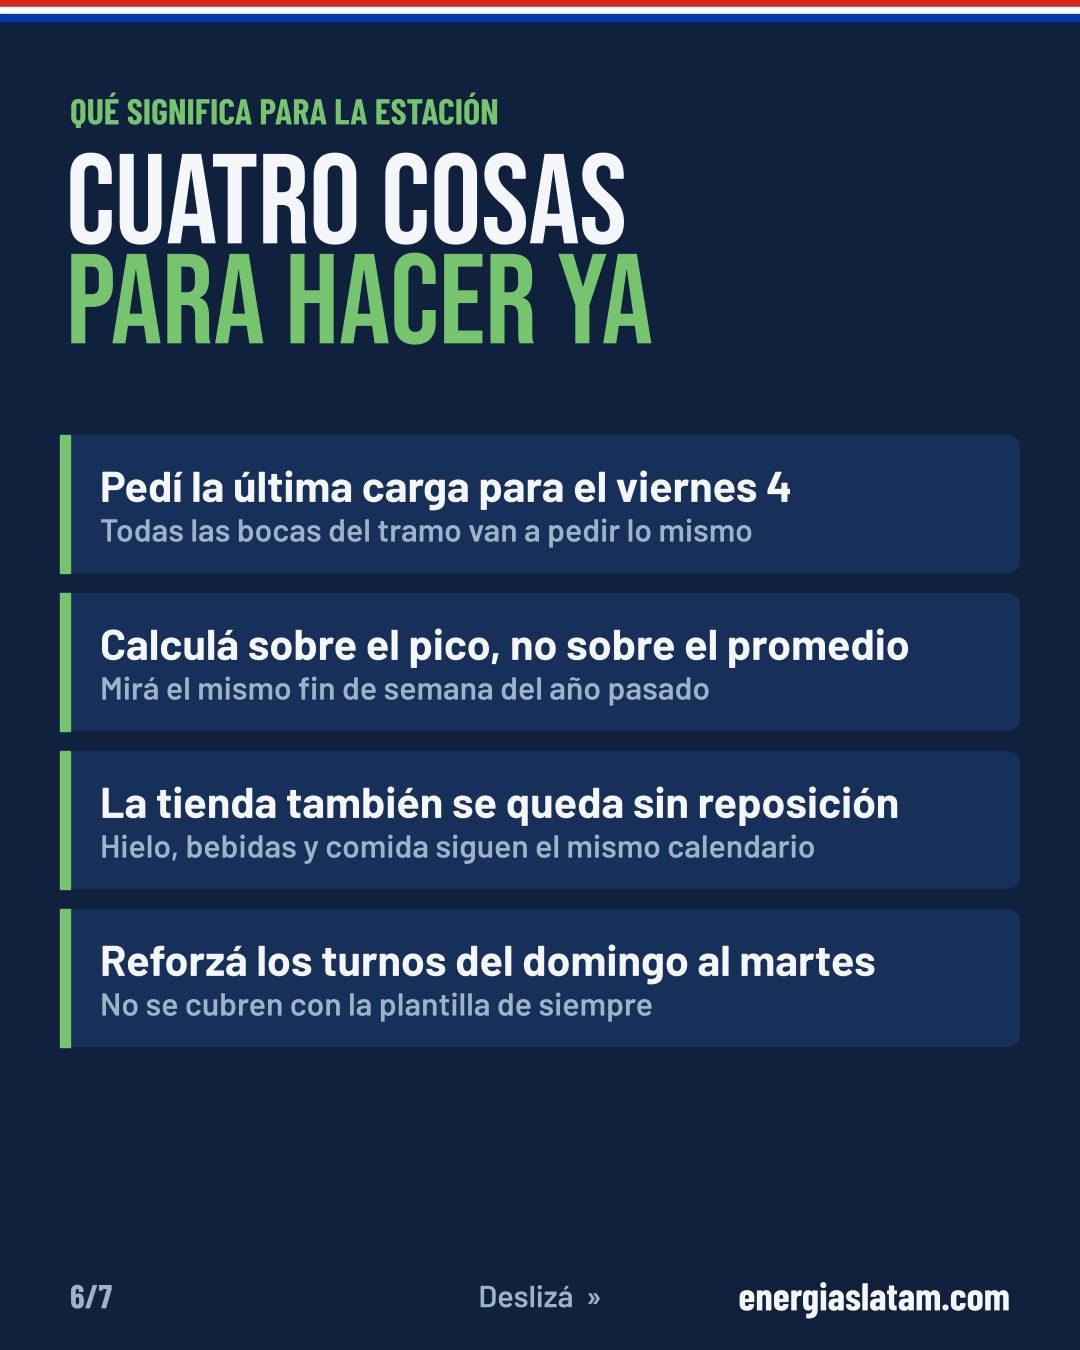 QUÉ SIGNIFICA PARA LA ESTACIÓN
CUATRO COSAS
PARA HACER YA
Pedí la última carga para el viernes 4
Todas las bocas del tramo van a pedir lo mismo
Calculá sobre el pico, no sobre el promedio
Mirá el mismo fin de semana del año pasado
La tienda también se queda sin reposición
Hielo, bebidas y comida siguen el mismo calendario
Reforzá los turnos del domingo al martes
No se cubren con la plantilla de siempre
6/7
Deslizá »
energiaslatam.com